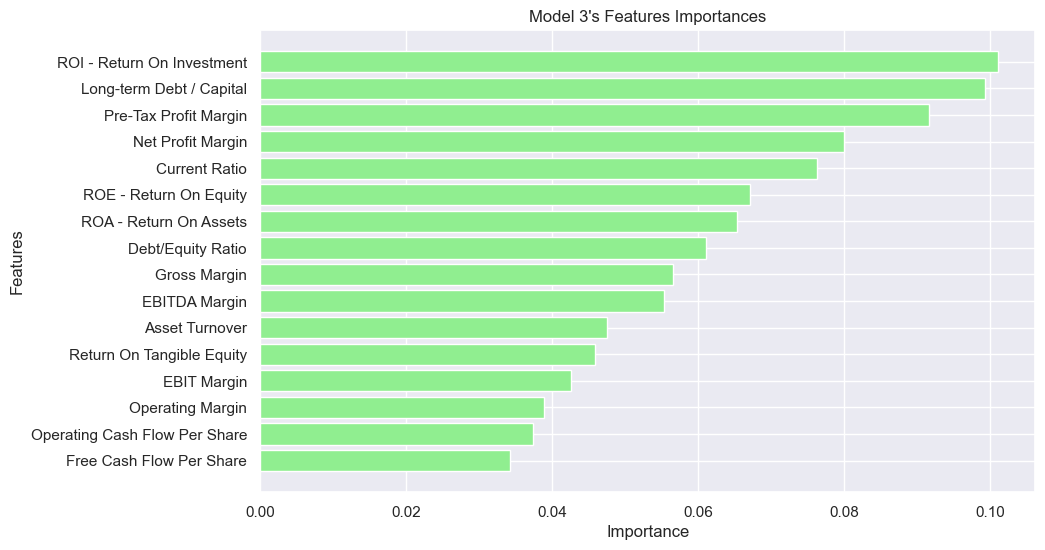 Model 3's Features Importances
Features
ROI - Return On Investment
Long-term Debt / Capital
Pre-Tax Profit Margin
Net Profit Margin
Current Ratio
ROE - Return On Equity
ROA - Return On Assets
Debt/Equity Ratio
Gross Margin
EBITDA Margin
Asset Turnover
Return On Tangible Equity
EBIT Margin
Operating Margin
Operating Cash Flow Per Share
Free Cash Flow Per Share
0.00 0.02 0.04 0.06 0.08 0.10
Importance